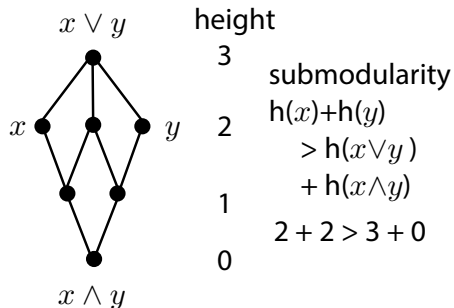 x ∨ y
height
3
submodularity
x
y
2
h(x)+h(y)
> h(x∨y )
+ h(x∧y)
1
2 + 2 > 3 + 0
0
x ∧ y